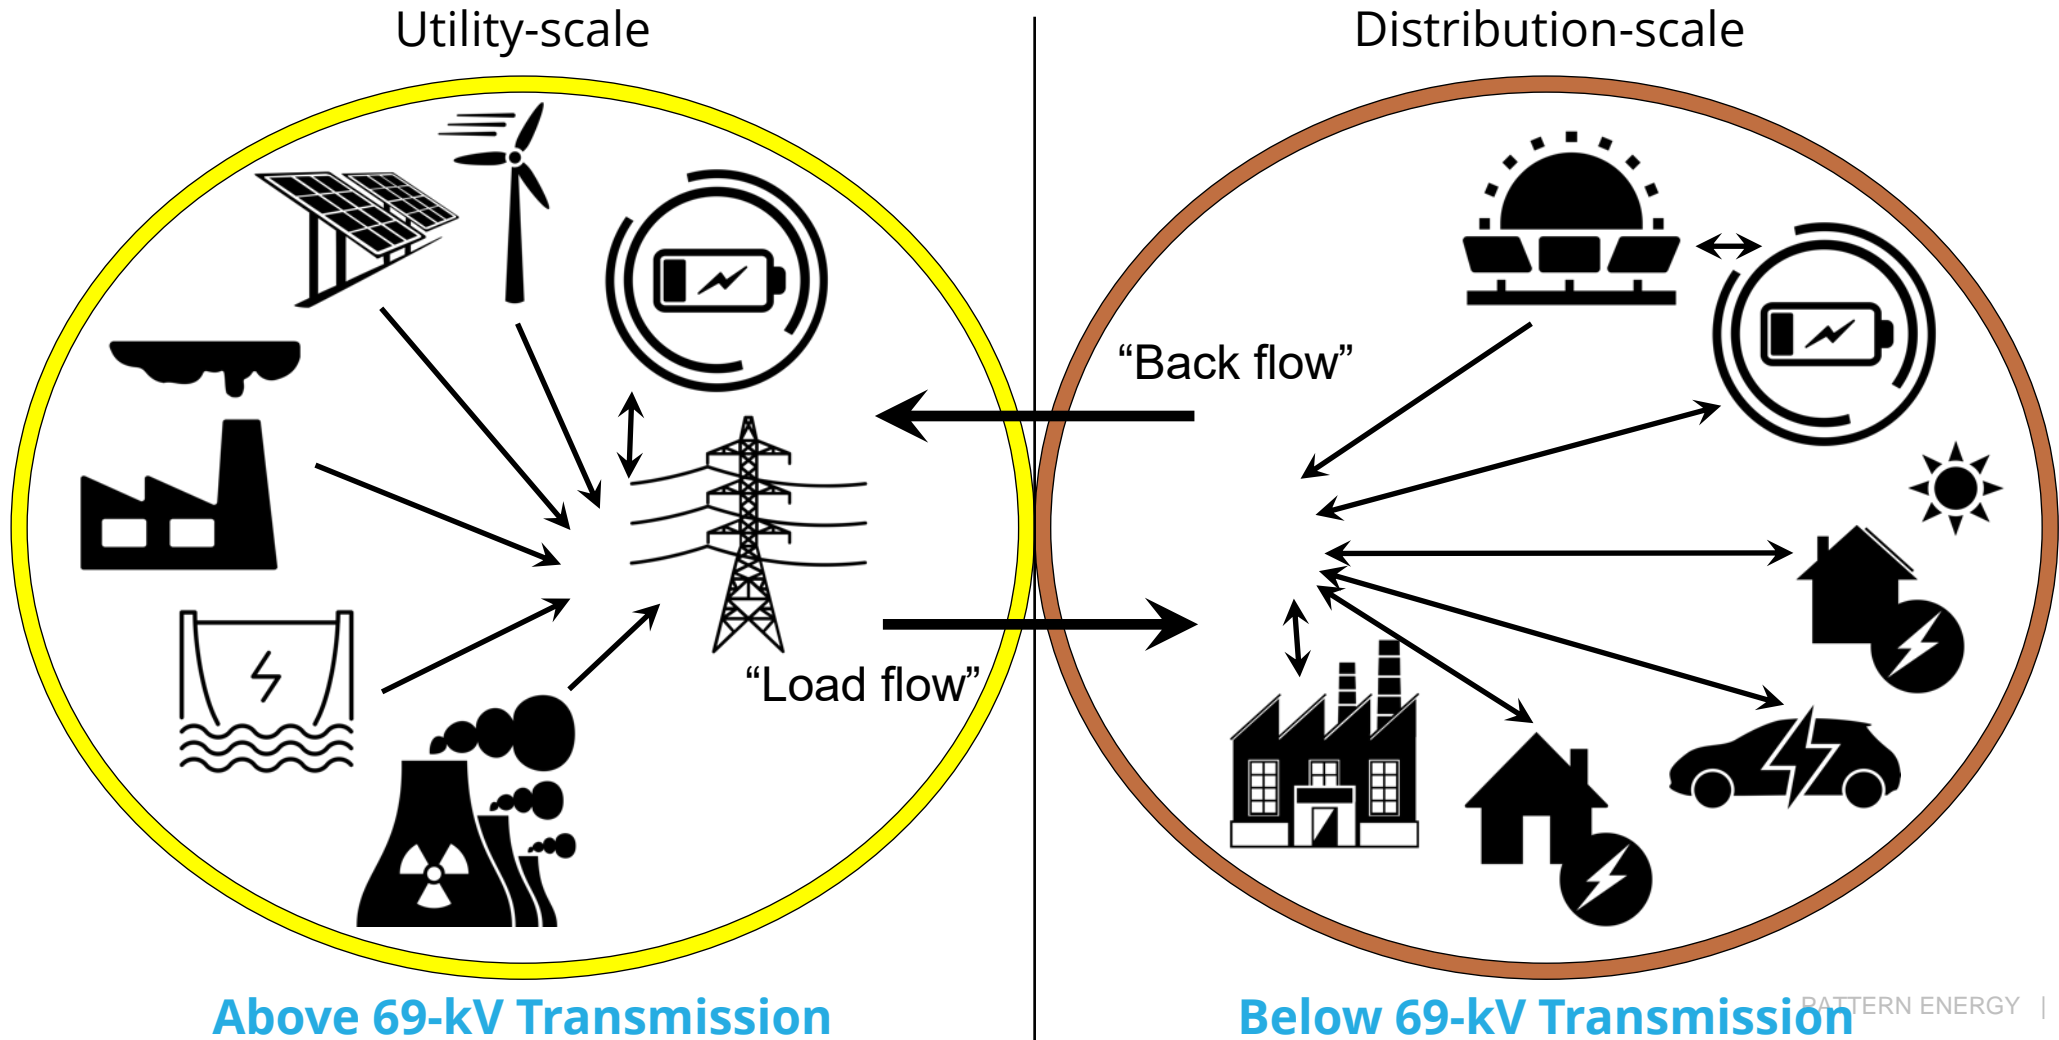 Utility-scale
Distribution-scale
“Back flow”
“Load flow”
Above 69-kV Transmission
Below 69-kV Transmission
PATTERN ENERGY |